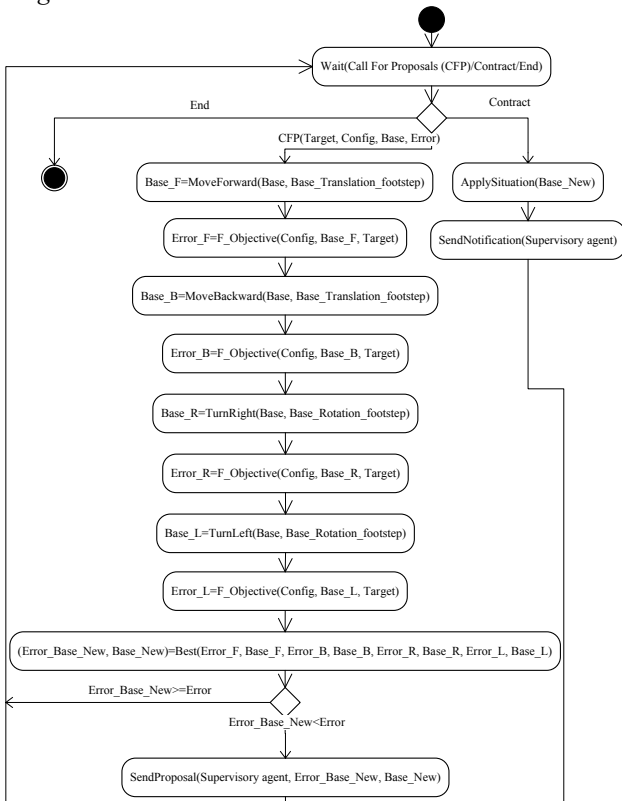 Wait(Call For Proposals (CFP)/Contract/End)
End
Contract
CFP(Target, Config, Base, Error)
Base_F=MoveForward(Base, Base_Translation_footstep)
ApplySituation(Base_New)
Error_F=F_Objective(Config, Base_F, Target)
SendNotification(Supervisory agent)
Base_B=MoveBackward(Base, Base_Translation_footstep)
Error_B=F_Objective(Config, Base_B, Target)
Base_R=TurnRight(Base, Base_Rotation_footstep)
Error_R=F_Objective(Config, Base_R, Target)
Base_L=TurnLeft(Base, Base_Rotation_footstep)
Error_L=F_Objective(Config, Base_L, Target)
(Error_Base_New, Base_New)=Best(Error_F, Base_F, Error_B, Base_B, Error_R, Base_R, Error_L, Base_L)
Error_Base_New>=Error
Error_Base_New<Error
SendProposal(Supervisory agent, Error_Base_New, Base_New)